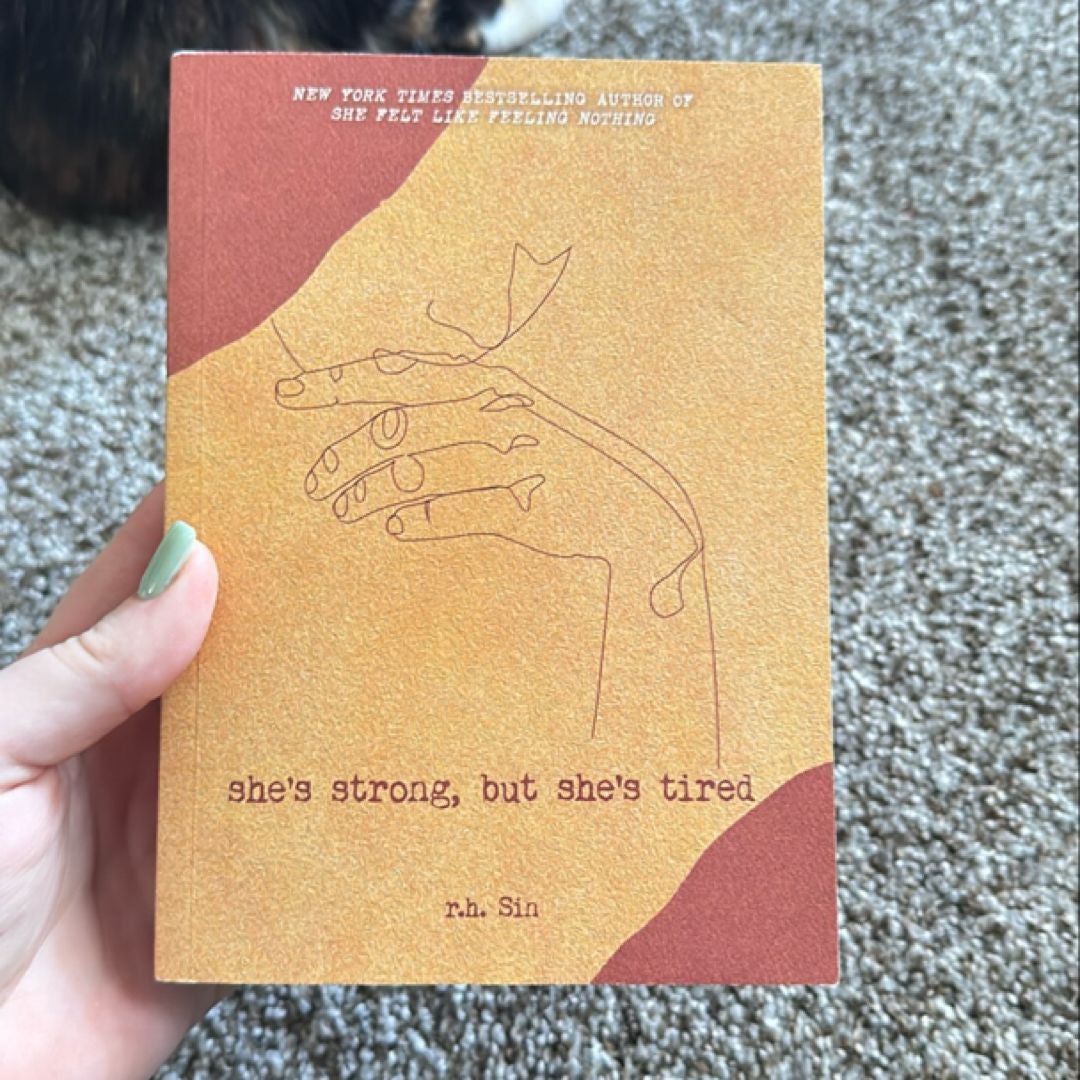 NEW YORK TIMES BESTSELLING AUTHOR OF
SHE FELT LIKE FEELING NOTHING
she's strong, but she's tired
r.h. Sin